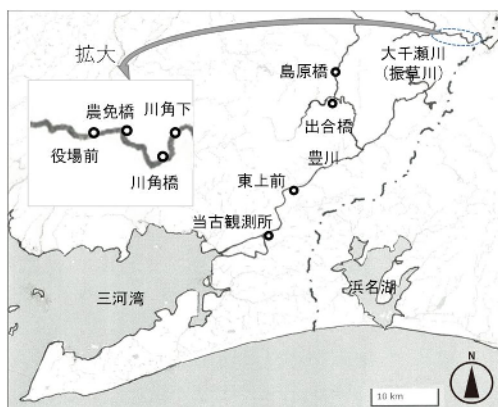 拡大
農免橋
川角下
役場前
川角橋
大千瀬川
(振草川)
島原橋
出合橋
豊川
東上前
当古観測所
三河湾
浜名湖
N
10 km